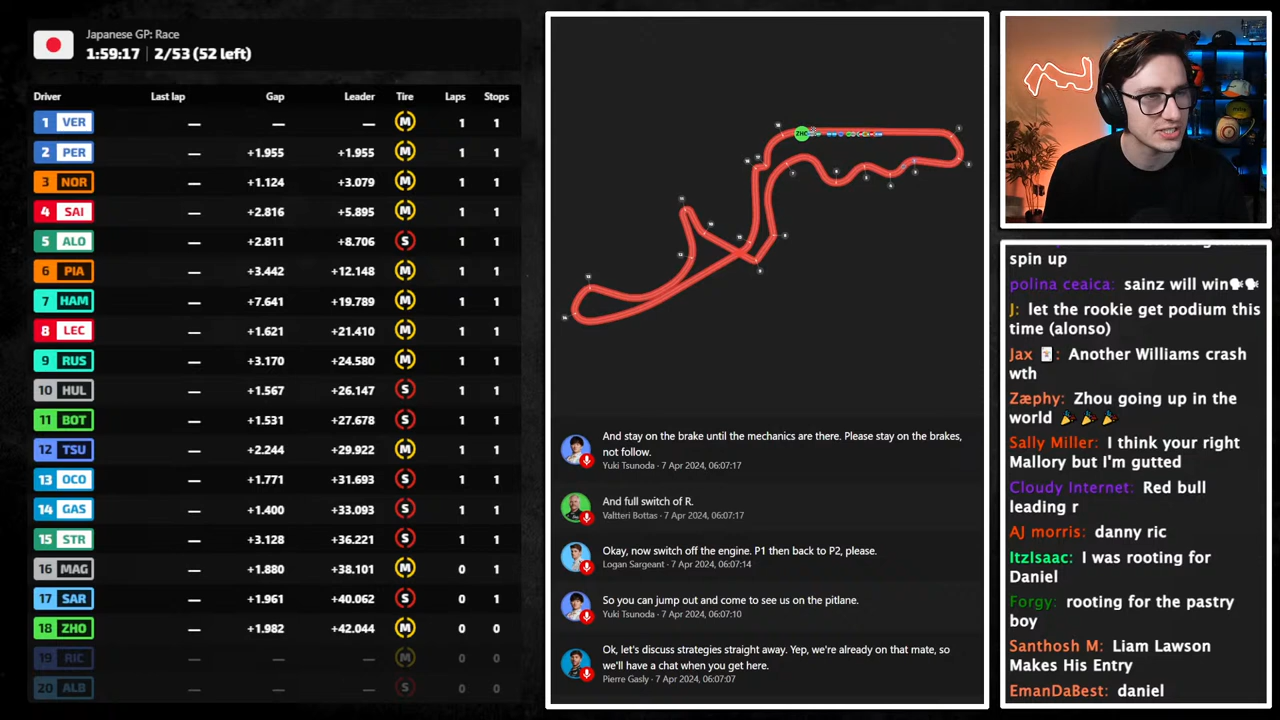 Japanese GP: Race
1:59:17 2/53 (52 left)
Driver Last lap Gap Leader Tire Laps Stops
1 VER — — — M 1 1
2 PER — +1.955 +1.955 M 1 1
3 NOR — +1.124 +3.079 M 1 1
4 SAI — +2.816 +5.895 M 1 1
5 ALO — +2.811 +8.706 S 1 1
6 PIA — +3.442 +12.148 M 1 1
7 HAM — +7.641 +19.789 M 1 1
8 LEC — +1.621 +21.410 M 1 1
9 RUS — +3.170 +24.580 M 1 1
10 HUL — +1.567 +26.147 S 1 1
11 BOT — +1.531 +27.678 S 1 1
12 TSU — +2.244 +29.922 M 1 1
13 OCO — +1.771 +31.693 S 1 1
14 GAS — +1.400 +33.093 S 1 1
15 STR — +3.128 +36.221 S 1 1
16 MAG — +1.880 +38.101 M 0 1
17 SAR — +1.961 +40.062 S 0 1
18 ZHO — +1.982 +42.044 M 0 0
19 RIC — — — M 0 0
20 ALB — — — S 0 0
ZHO
And stay on the brake until the mechanics are there. Please stay on the brakes,
not follow.
Yuki Tsunoda · 7 Apr 2024, 06:07:17
And full switch of R.
Valtteri Bottas · 7 Apr 2024, 06:07:17
Okay, now switch off the engine. P1 then back to P2, please.
Logan Sargeant · 7 Apr 2024, 06:07:14
So you can jump out and come to see us on the pitlane.
Yuki Tsunoda · 7 Apr 2024, 06:07:10
Ok, let's discuss strategies straight away. Yep, we're already on that mate, so
we'll have a chat when you get here.
Pierre Gasly · 7 Apr 2024, 06:07:07
spin up
polina ceaica: sainz will win🗣🗣
J: let the rookie get podium this
time (alonso)
Jax 🃏: Another Williams crash
wth
Zæphy: Zhou going up in the
world 🎉 🎉 🎉
Sally Miller: I think your right
Mallory but I'm gutted
Cloudy Internet: Red bull
leading r
AJ morris: danny ric
ItzIsaac: I was rooting for
Daniel
Forgy: rooting for the pastry
boy
Santhosh M: Liam Lawson
Makes His Entry
EmanDaBest: daniel